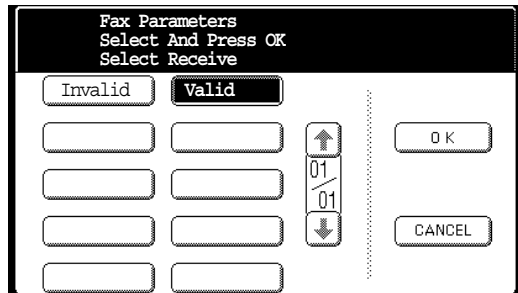 Fax Parameters
Select And Press OK
Select Receive
Invalid Valid
OK
01
/01
CANCEL